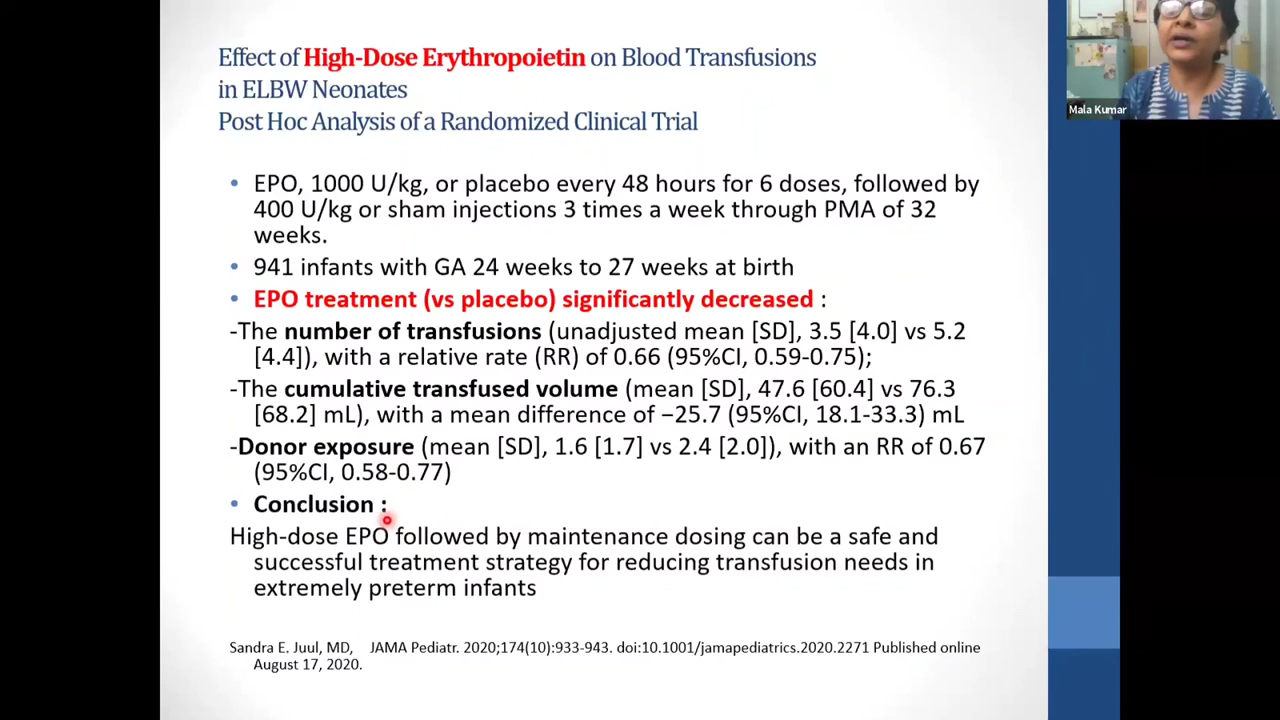 Effect of High-Dose Erythropoietin on Blood Transfusions
in ELBW Neonates
Post Hoc Analysis of a Randomized Clinical Trial
Mala Kumar
• EPO, 1000 U/kg, or placebo every 48 hours for 6 doses, followed by
400 U/kg or sham injections 3 times a week through PMA of 32
weeks.
• 941 infants with GA 24 weeks to 27 weeks at birth
• EPO treatment (vs placebo) significantly decreased :
-The number of transfusions (unadjusted mean [SD], 3.5 [4.0] vs 5.2
[4.4]), with a relative rate (RR) of 0.66 (95%CI, 0.59-0.75);
-The cumulative transfused volume (mean [SD], 47.6 [60.4] vs 76.3
[68.2] mL), with a mean difference of −25.7 (95%CI, 18.1-33.3) mL
-Donor exposure (mean [SD], 1.6 [1.7] vs 2.4 [2.0]), with an RR of 0.67
(95%CI, 0.58-0.77)
• Conclusion :
High-dose EPO followed by maintenance dosing can be a safe and
successful treatment strategy for reducing transfusion needs in
extremely preterm infants
Sandra E. Juul, MD, JAMA Pediatr. 2020;174(10):933-943. doi:10.1001/jamapediatrics.2020.2271 Published online
August 17, 2020.